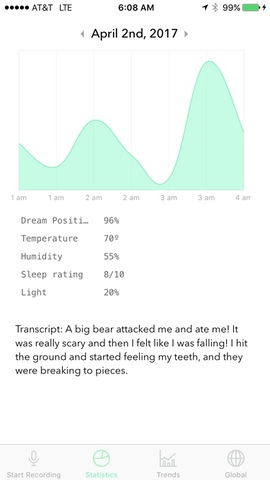 AT&T LTE 6:08 AM 99%
April 2nd, 2017
1 am 1 am 2 am 2 am 3 am 3 am 4 am
Dream Positi... 96%
Temperature 70º
Humidity 55%
Sleep rating 8/10
Light 20%
Transcript: A big bear attacked me and ate me! It
was really scary and then I felt like I was falling! I hit
the ground and started feeling my teeth, and they
were breaking to pieces.
Start Recording Statistics Trends Global